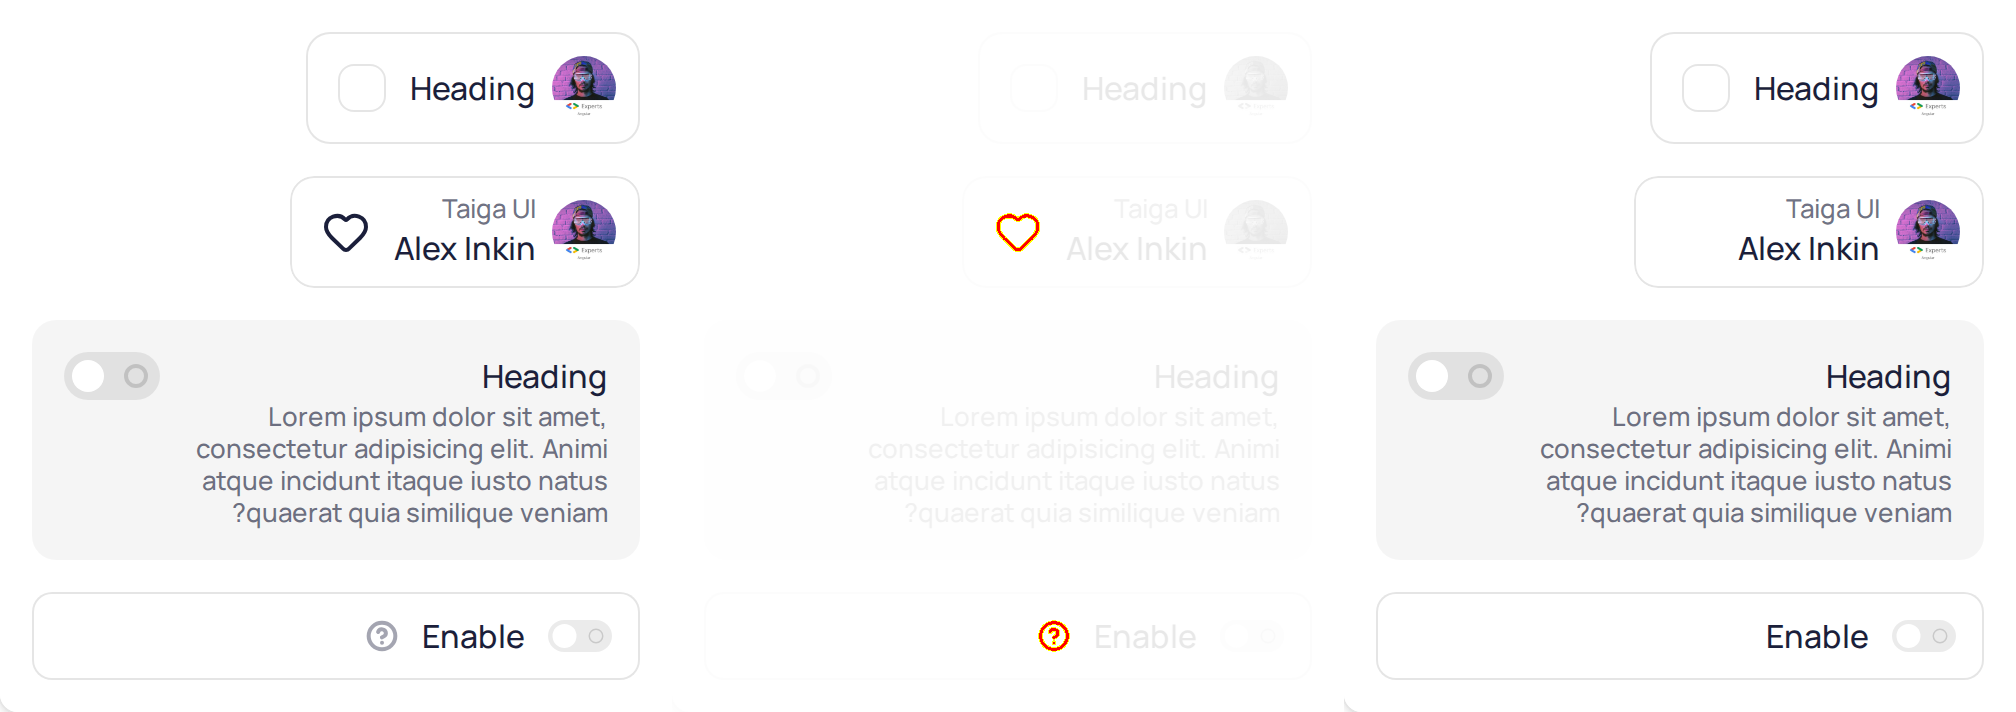 Heading
Taiga UI
Alex Inkin
Heading
Lorem ipsum dolor sit amet,
consectetur adipisicing elit. Animi
atque incidunt itaque iusto natus
?quaerat quia similique veniam
Enable
Heading
Taiga UI
Alex Inkin
Heading
Lorem ipsum dolor sit amet,
consectetur adipisicing elit. Animi
atque incidunt itaque iusto natus
?quaerat quia similique veniam
Enable
Heading
Taiga UI
Alex Inkin
Heading
Lorem ipsum dolor sit amet,
consectetur adipisicing elit. Animi
atque incidunt itaque iusto natus
?quaerat quia similique veniam
Enable